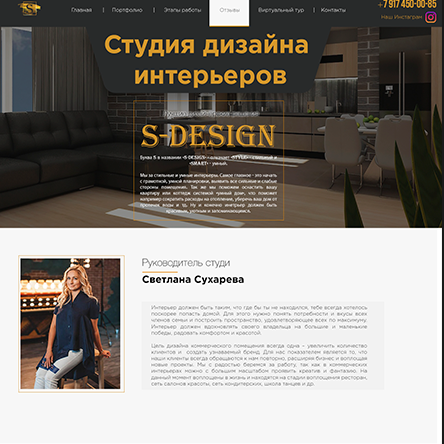 Главная | Портфолио | Этапы работы Отзывы Виртуальный тур | Контакты
+7 917 450-00-85
Наш Инстаграм
Студия дизайна
интерьеров
S-DESIGN
Буква S в названии «S-DESIGN» означает «STYLE» - стильный и
«SMART» - умный.
Мы за стильные и умные интерьеры. Самое главное - это начать
с грамотной, умной планировки, выявить все сильные и слабые
стороны помещения. Так же мы поможем оснастить вашу
квартиру или коттедж системой «умный дом», что поможет
например сократить расходы на отопление, уберечь ваш дом от
протечек воды и тд. Ну и конечно интерьер должен быть
красивым, уютным и запоминающимся.
Руководитель студи
Светлана Сухарева
Интерьер должен быть таким, что где бы ты не находился, тебе всегда хотелось
поскорее попасть домой. Для этого нужно понять потребности и вкусы всех
членов семьи и построить пространство, удовлетворяющее всех по максимуму.
Интерьер должен вдохновлять своего владельца на большие и маленькие
победы, радовать комфортом и красотой.
Цель дизайна коммерческого помещения всегда одна - увеличить количество
клиентов и создать узнаваемый бренд. Для нас показателем является то, что
наши клиенты всегда обращаются к нам повторно, расширяя бизнес и воплощая
новые проекты. Мы с радостью беремся за работу, так как в коммерческих
интерьерах можно с большим масштабом проявить креатив и фантазию. На
данный момент воплощены в жизнь и находятся на стадии воплощения ресторан,
сеть салонов красоты, сеть кондитерских, школа танцев и др.